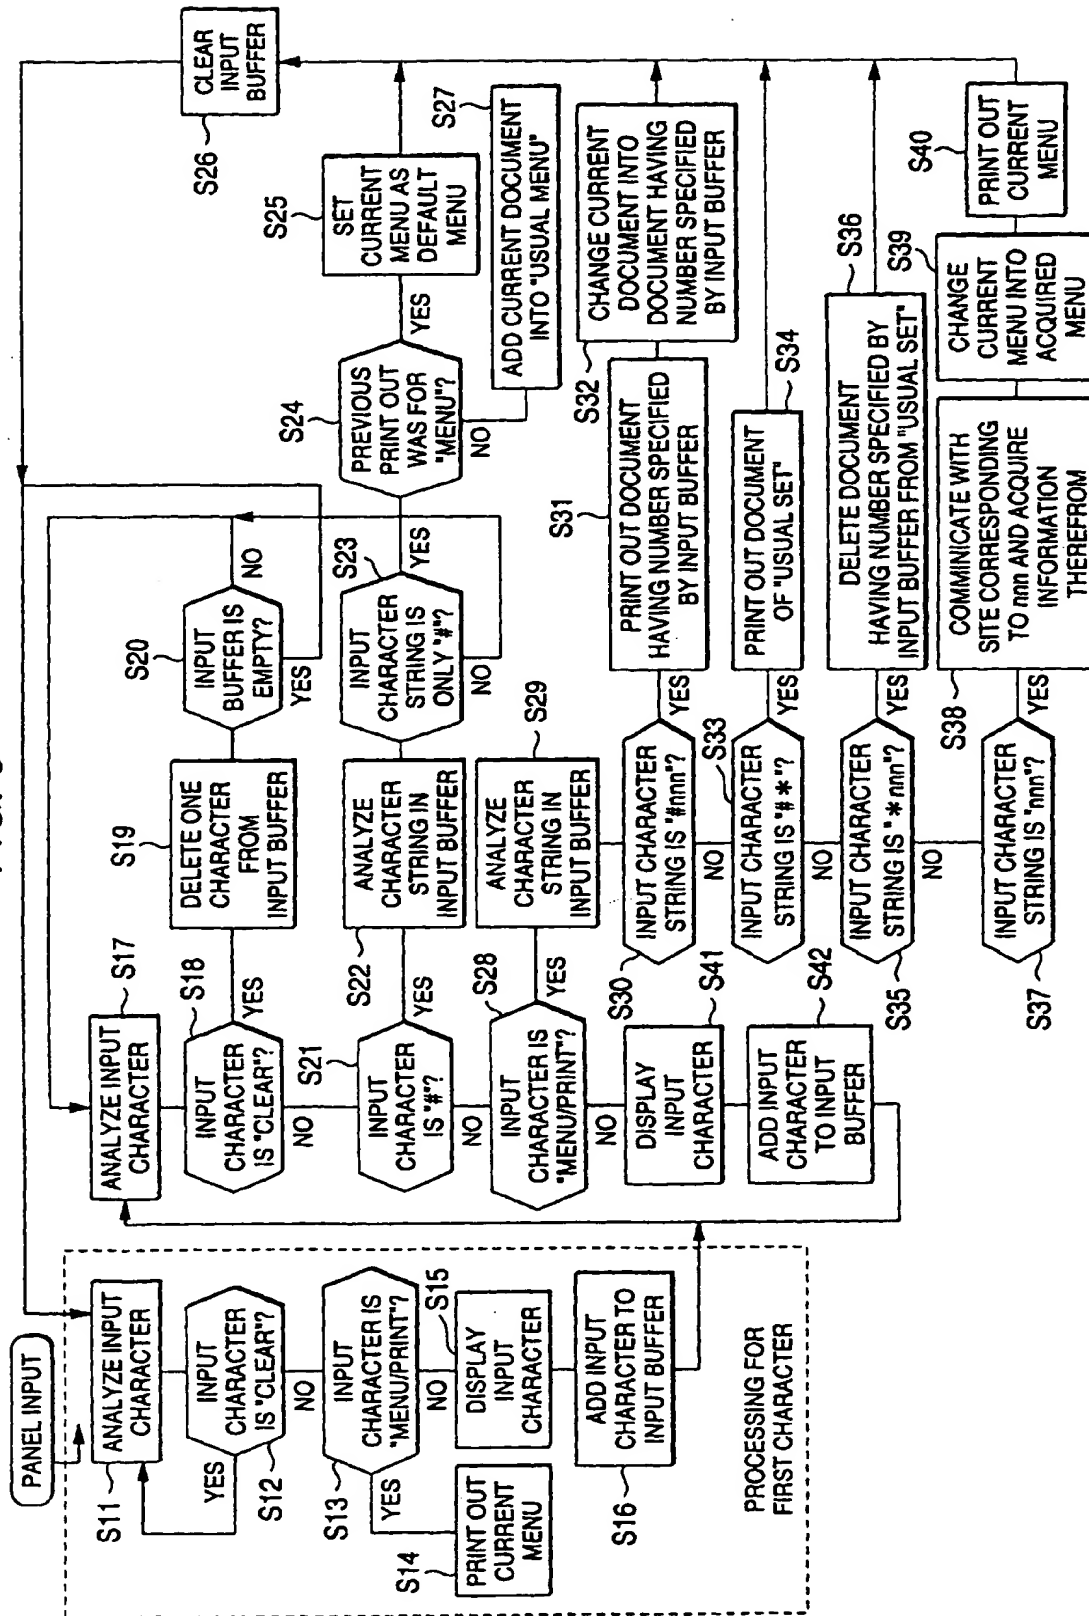 PANEL INPUT
S11
ANALYZE INPUT
CHARACTER
YES
INPUT
CHARACTER
IS "CLEAR"?
S12
NO
S13
INPUT
CHARACTER IS
"MENU/PRINT"?
YES
S14
PRINT OUT
CURRENT
MENU
NO
S15
DISPLAY
INPUT
CHARACTER
ADD INPUT
CHARACTER TO
INPUT BUFFER
S16
PROCESSING FOR
FIRST CHARACTER
S17
ANALYZE INPUT
CHARACTER
S18
INPUT
CHARACTER
IS "CLEAR"?
YES
NO
S19
DELETE ONE
CHARACTER
FROM
INPUT BUFFER
S20
INPUT
BUFFER IS
EMPTY?
NO
YES
S21
INPUT
CHARACTER
IS "#"?
YES
NO
S22
ANALYZE
CHARACTER
STRING IN
INPUT BUFFER
S23
INPUT
CHARACTER
STRING IS
ONLY "#"?
YES
NO
S24
PREVIOUS
PRINT OUT
WAS FOR
"MENU"?
YES
NO
S25
SET
CURRENT
MENU AS
DEFAULT
MENU
S26
CLEAR
INPUT
BUFFER
S27
ADD CURRENT DOCUMENT
INTO "USUAL MENU"
S28
INPUT
CHARACTER IS
"MENU/PRINT"?
YES
NO
S29
ANALYZE
CHARACTER
STRING IN
INPUT BUFFER
S30
INPUT CHARACTER
STRING IS "#nnn"?
YES
NO
S31
PRINT OUT DOCUMENT
HAVING NUMBER SPECIFIED
BY INPUT BUFFER
S32
CHANGE CURRENT
DOCUMENT INTO
DOCUMENT HAVING
NUMBER SPECIFIED
BY INPUT BUFFER
S33
INPUT CHARACTER
STRING IS "#*"?
YES
NO
S34
PRINT OUT DOCUMENT
OF "USUAL SET"
S35
INPUT CHARACTER
STRING IS "*nnn"?
YES
NO
S36
DELETE DOCUMENT
HAVING NUMBER SPECIFIED BY
INPUT BUFFER FROM "USUAL SET"
S37
INPUT CHARACTER
STRING IS "nnn"?
YES
S38
COMMINICATE WITH
SITE CORRESPONDING
TO nnn AND ACQUIRE
INFORMATION
THEREFROM
S39
CHANGE
CURRENT
MENU INTO
ACQUIRED
MENU
S40
PRINT OUT
CURRENT
MENU
S41
DISPLAY
INPUT
CHARACTER
S42
ADD INPUT
CHARACTER
TO INPUT
BUFFER